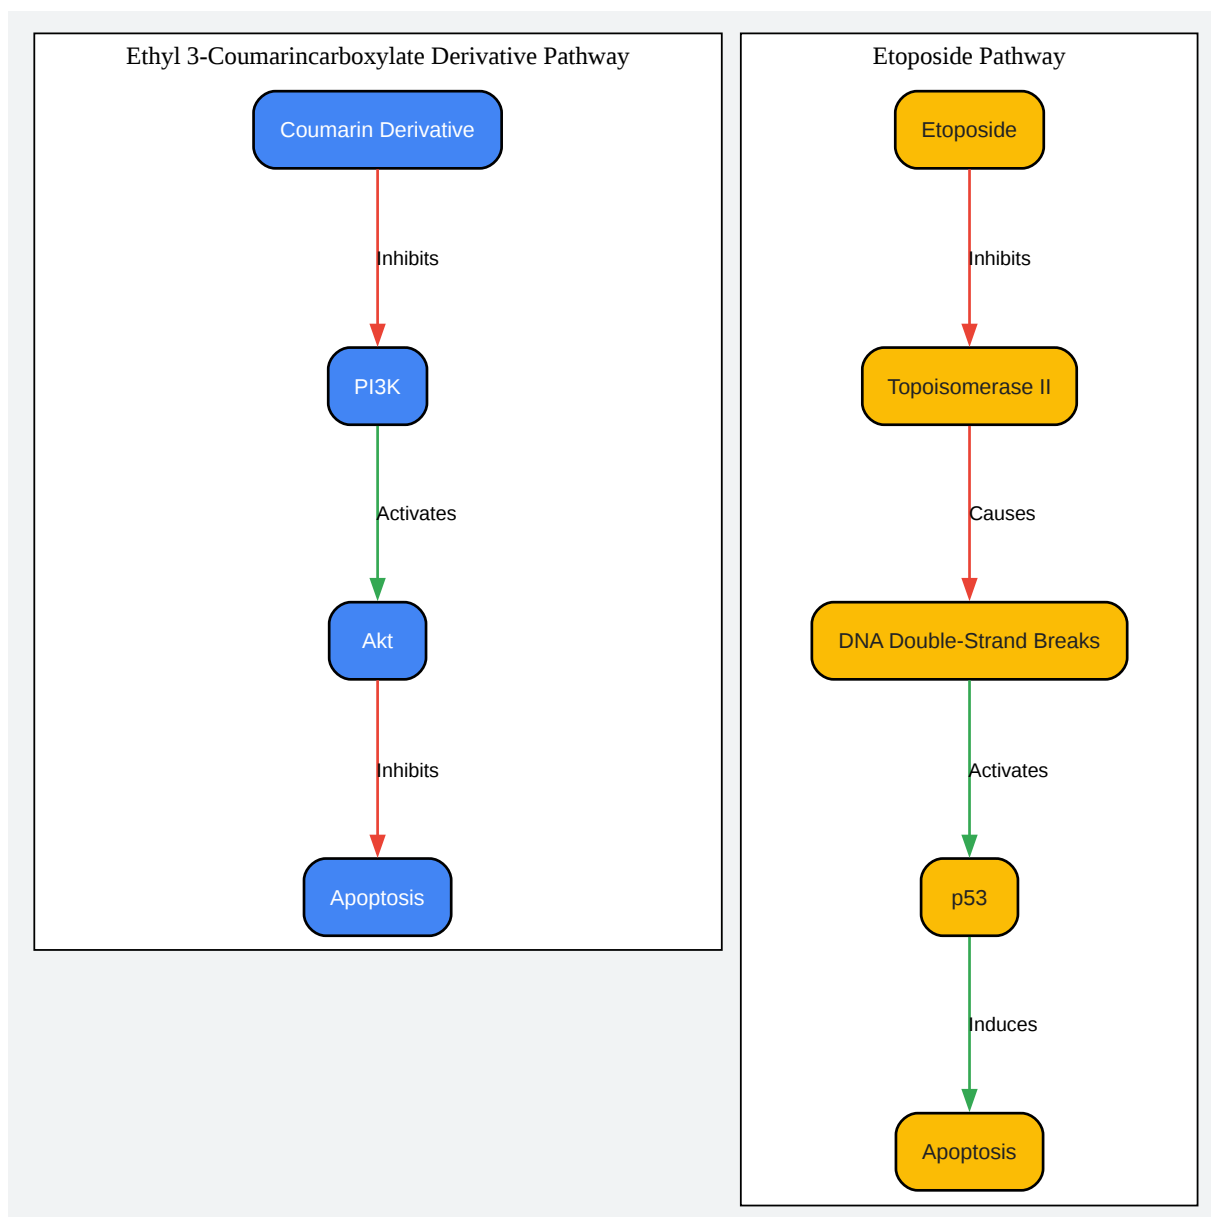 Ethyl 3-Coumarincarboxylate Derivative Pathway
Coumarin Derivative
Inhibits
PI3K
Activates
Akt
Inhibits
Apoptosis
Etoposide Pathway
Etoposide
Inhibits
Topoisomerase II
Causes
DNA Double-Strand Breaks
Activates
p53
Induces
Apoptosis